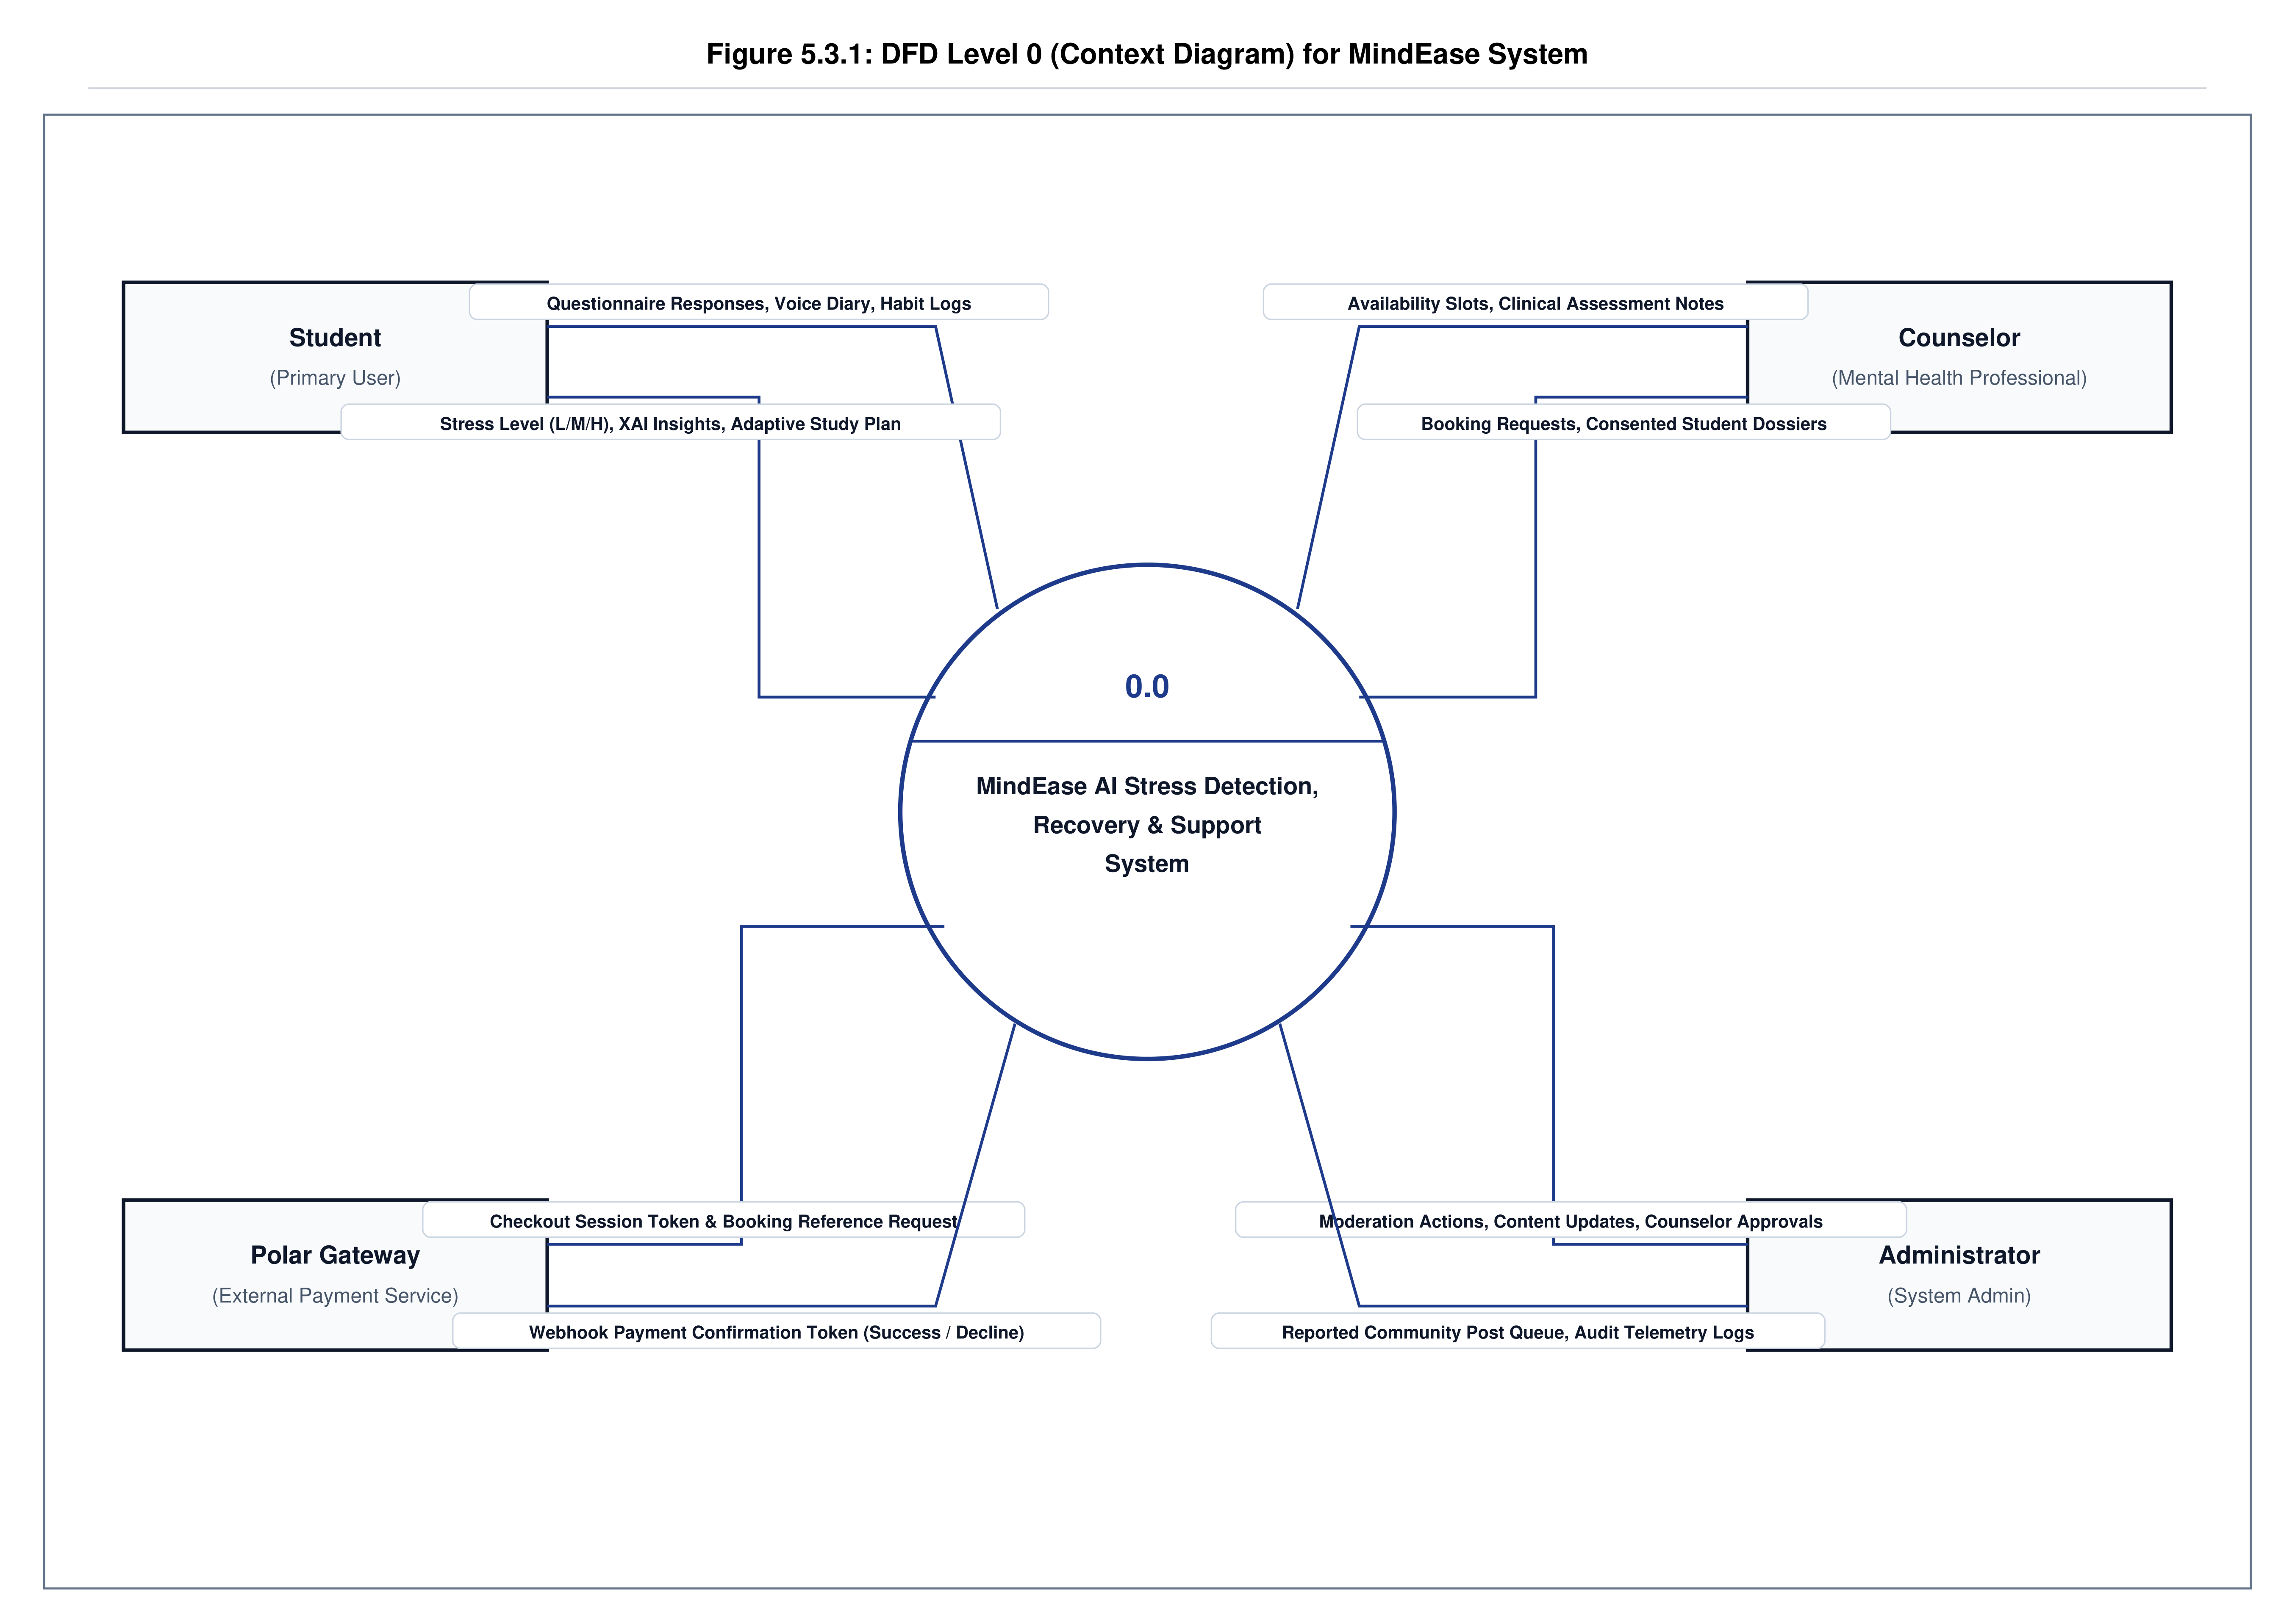 Figure 5.3.1: DFD Level 0 (Context Diagram) for MindEase System
Questionnaire Responses, Voice Diary, Habit Logs
Availability Slots, Clinical Assessment Notes
Student
(Primary User)
Counselor
(Mental Health Professional)
Stress Level (L/M/H), XAI Insights, Adaptive Study Plan
Booking Requests, Consented Student Dossiers
0.0
MindEase AI Stress Detection,
Recovery & Support
System
Checkout Session Token & Booking Reference Request
Moderation Actions, Content Updates, Counselor Approvals
Polar Gateway
(External Payment Service)
Administrator
(System Admin)
Webhook Payment Confirmation Token (Success / Decline)
Reported Community Post Queue, Audit Telemetry Logs